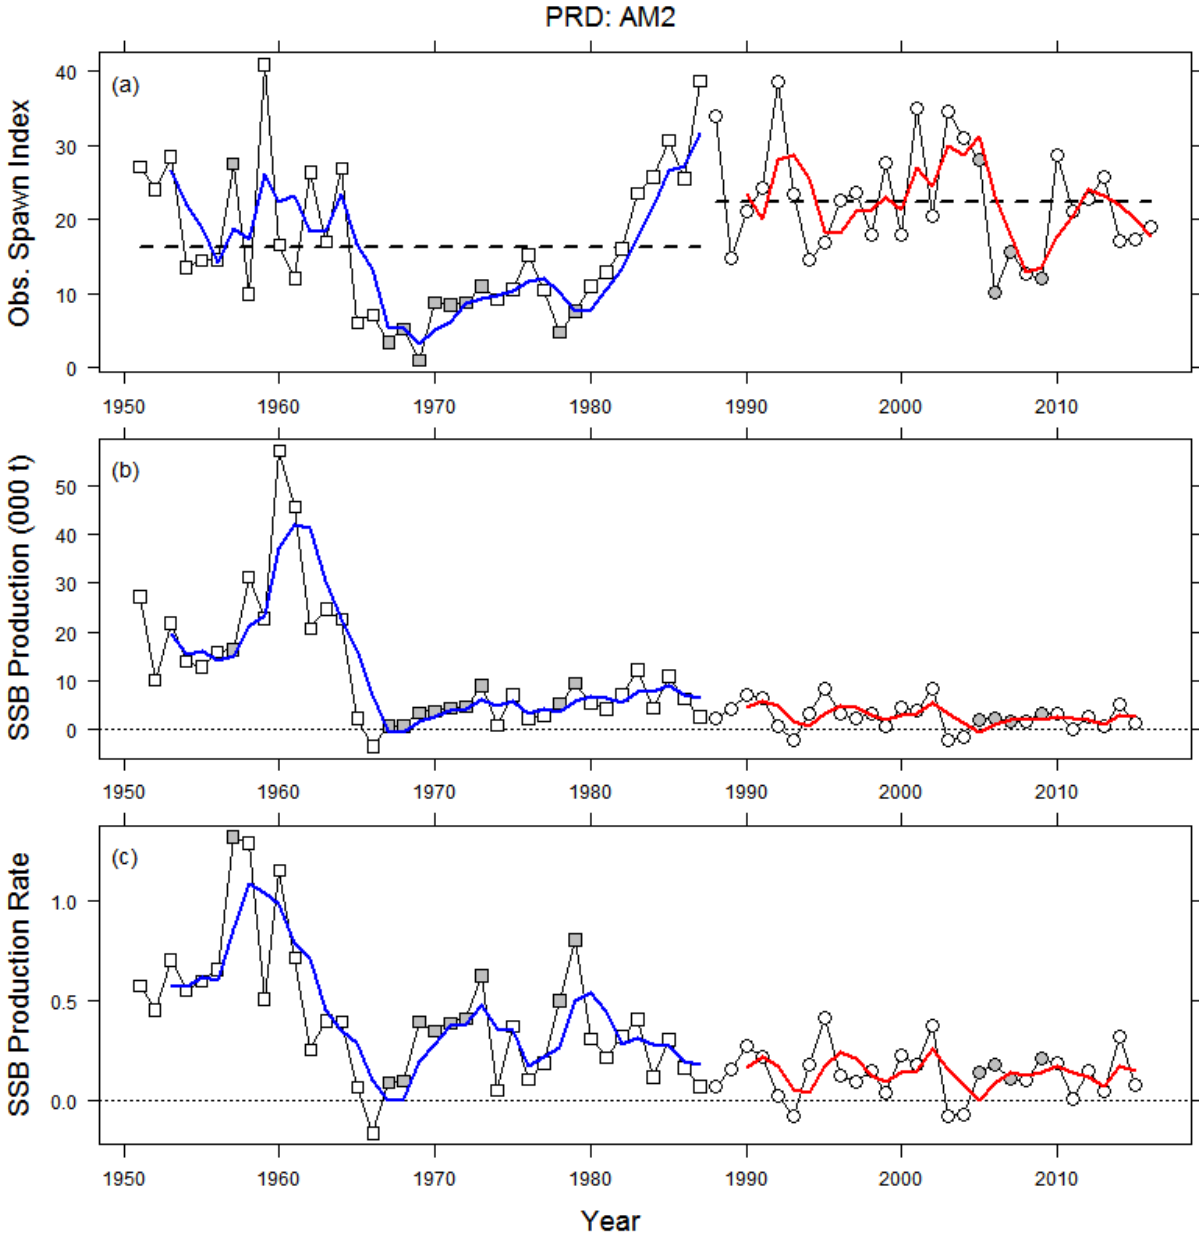 PRD: AM2
(a)
Obs. Spawn Index
40
30
20
10
0
1950 1960 1970 1980 1990 2000 2010
(b)
SSB Production (000 t)
50
40
30
20
10
0
1950 1960 1970 1980 1990 2000 2010
(c)
SSB Production Rate
1.0
0.5
0.0
1950 1960 1970 1980 1990 2000 2010
Year